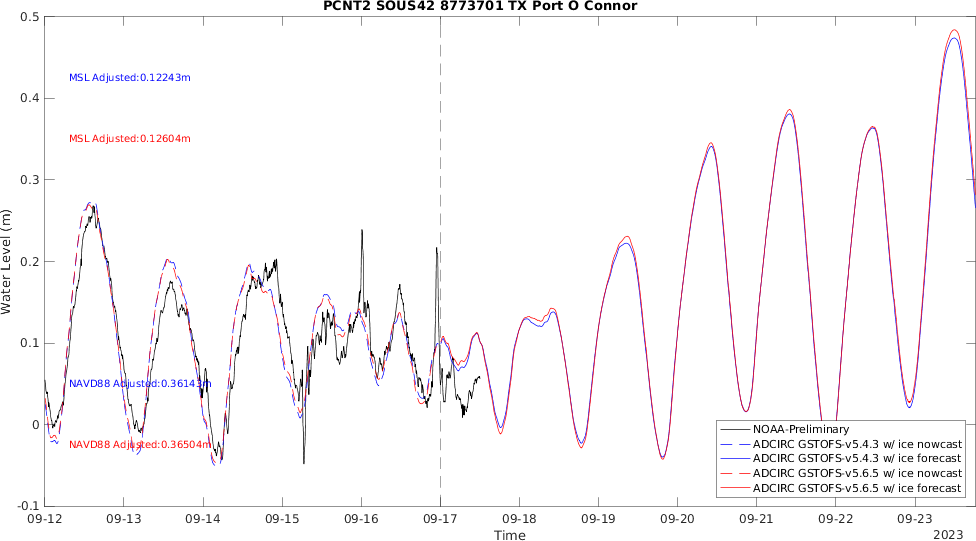 PCNT2 SOUS42 8773701 TX Port O Connor
0.5
MSL Adjusted:0.12243m
0.4
MSL Adjusted:0.12604m
0.3
Water Level (m)
0.2
0.1
NAVD88 Adjusted:0.36143m
0
NAVD88 Adjusted:0.36504m
NOAA-Preliminary
ADCIRC GSTOFS-v5.4.3 w/ ice nowcast
ADCIRC GSTOFS-v5.4.3 w/ ice forecast
ADCIRC GSTOFS-v5.6.5 w/ ice nowcast
ADCIRC GSTOFS-v5.6.5 w/ ice forecast
-0.1
09-12 09-13 09-14 09-15 09-16 09-17 09-18 09-19 09-20 09-21 09-22 09-23
Time
2023